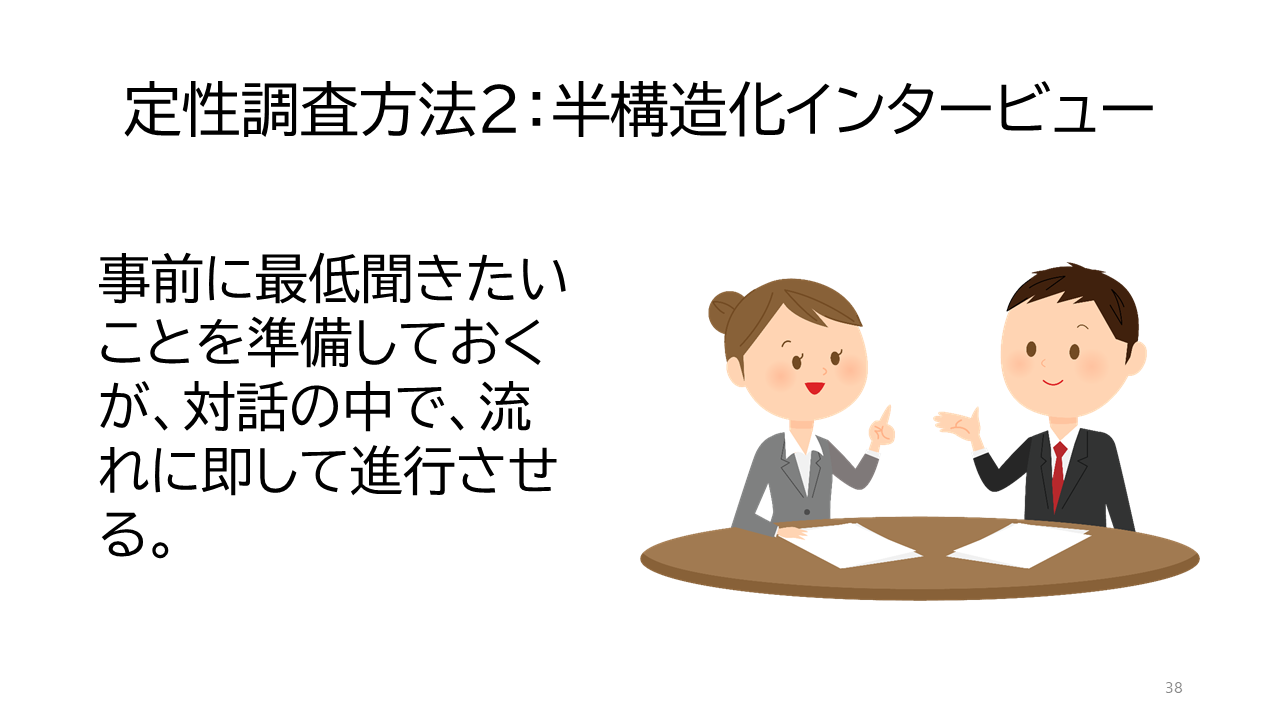 定性調査方法2：半構造化インタービュー
事前に最低聞きたい
ことを準備しておく
が、対話の中で、流
れに即して進行させ
る。
38